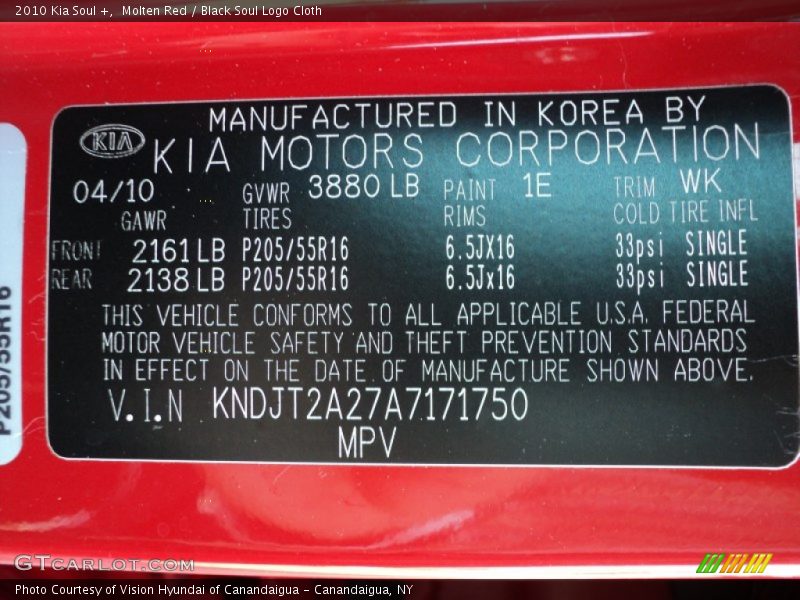 2010 Kia Soul +,  Molten Red / Black Soul Logo Cloth
MANUFACTURED IN KOREA BY
KIA KIA MOTORS CORPORATION
04/10 GVWR 3880 LB PAINT 1E TRIM WK
GAWR TIRES RIMS COLD TIRE INFL
FRONT 2161 LB P205/55R16 6.5JX16 33psi SINGLE
REAR 2138 LB P205/55R16 6.5Jx16 33psi SINGLE
THIS VEHICLE CONFORMS TO ALL APPLICABLE U.S.A. FEDERAL
MOTOR VEHICLE SAFETY AND THEFT PREVENTION STANDARDS
IN EFFECT ON THE DATE OF MANUFACTURE SHOWN ABOVE.
V.I.N KNDJT2A27A7171750
MPV
P205/55R16
GTCARLOT.COM
Photo Courtesy of Vision Hyundai of Canandaigua - Canandaigua, NY